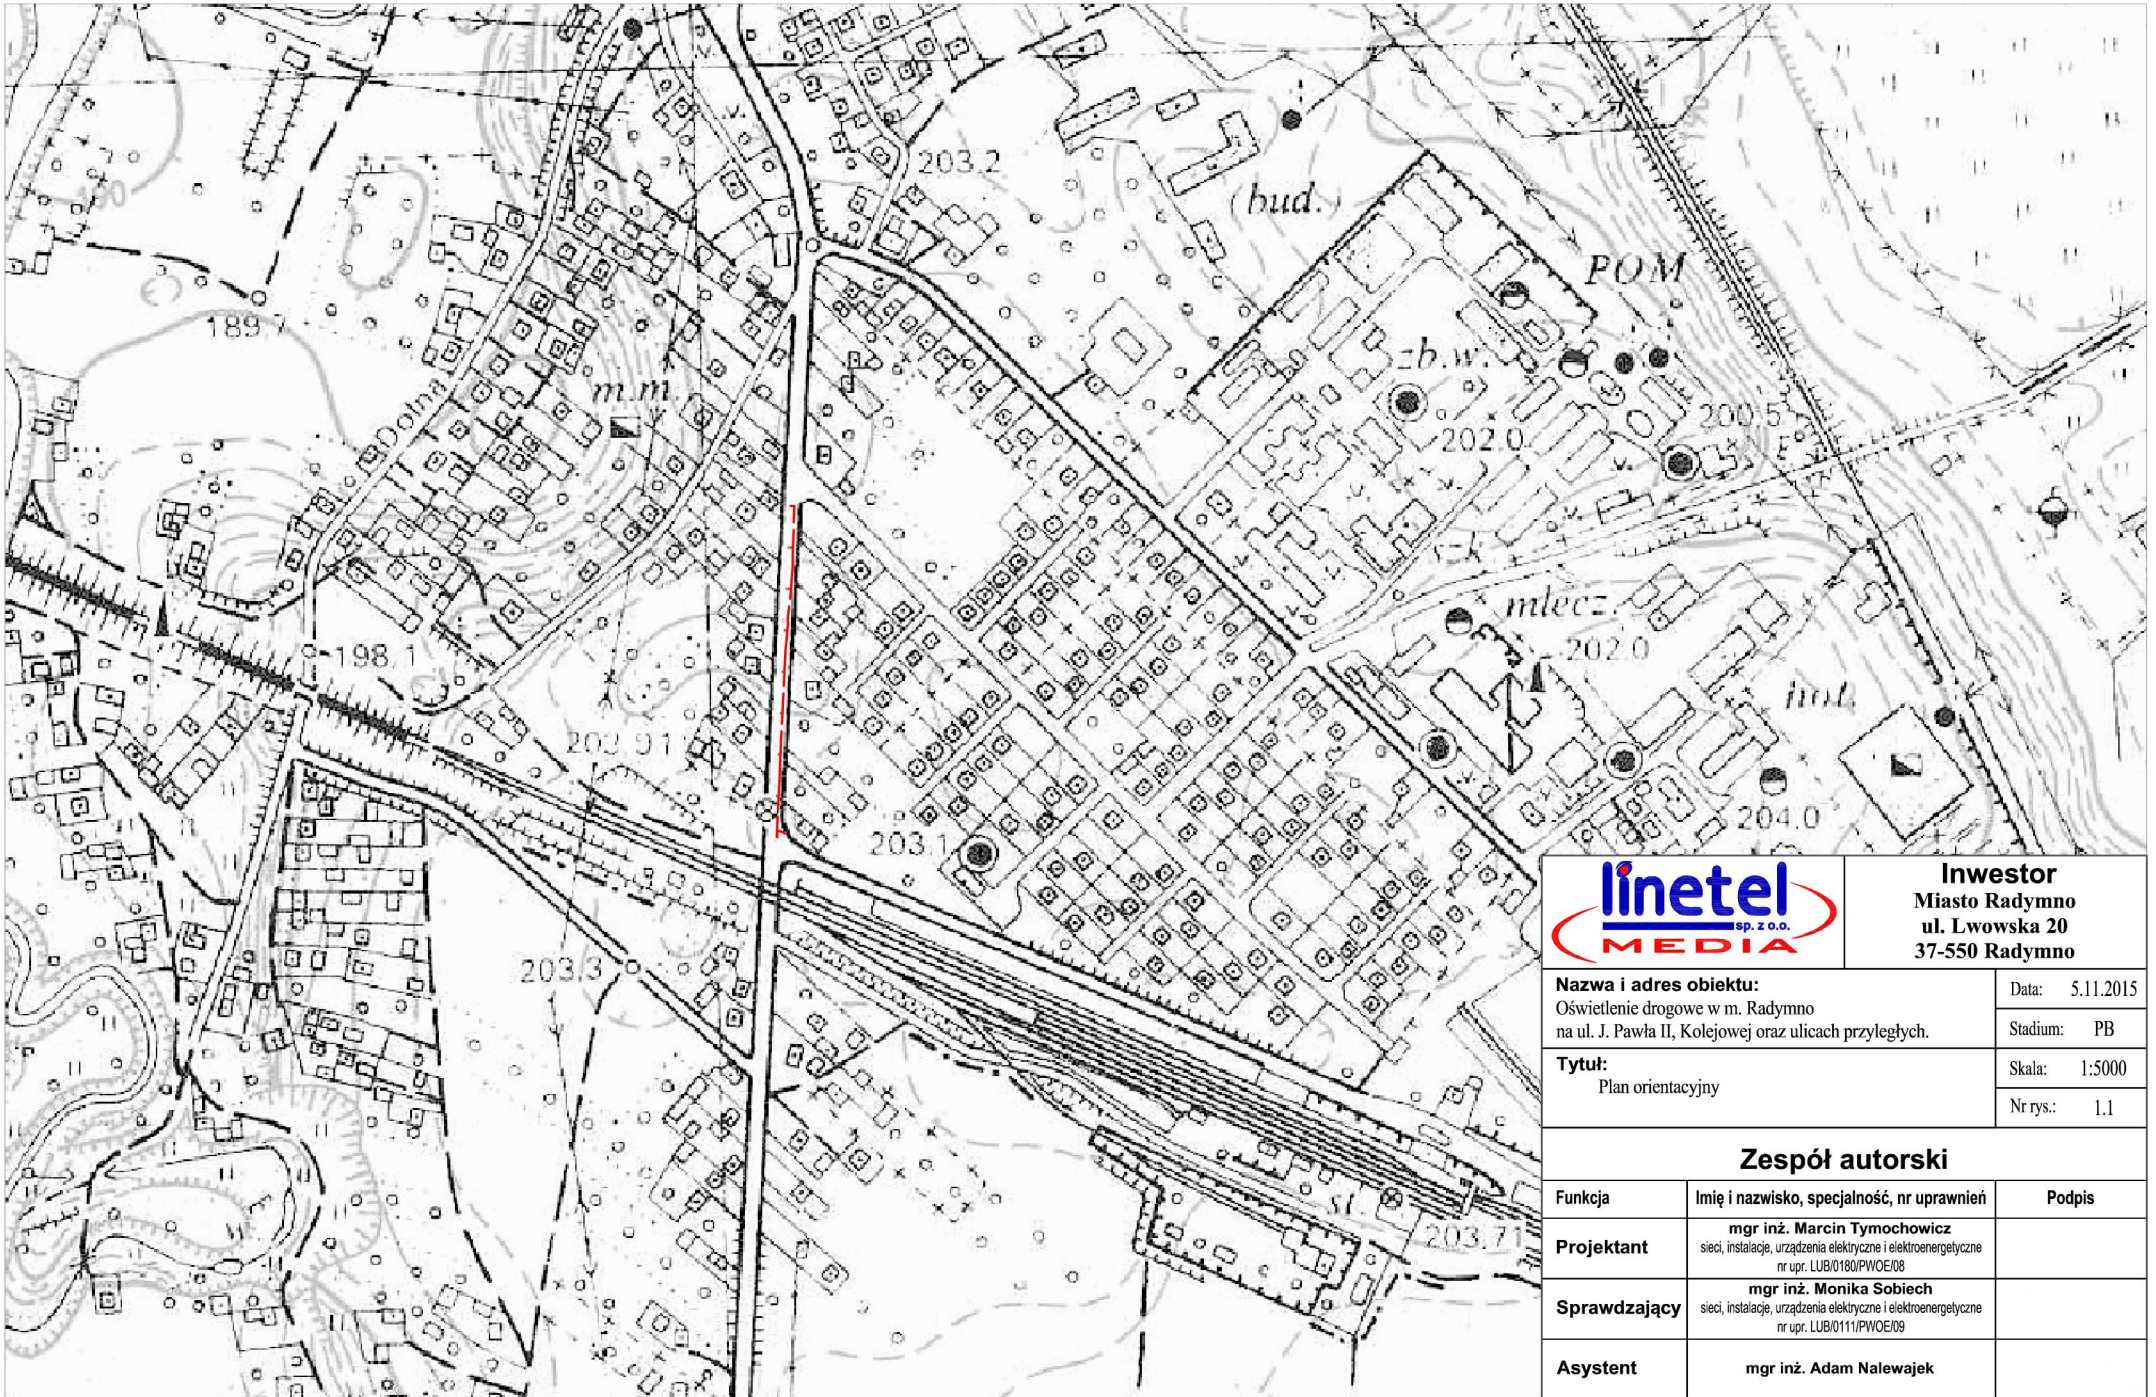 203.2
(bud.)
POM
189.7
zb.w.
m.m.
Dolna
202.0
200.5
E
mlecz.
202.0
198.1
203.1
204.0
203.3
203.71
linetel
sp. z o.o.
MEDIA
Inwestor
Miasto Radymno
ul. Lwowska 20
37-550 Radymno
Nazwa i adres obiektu:
Oświetlenie drogowe w m. Radymno
na ul. J. Pawła II, Kolejowej oraz ulicach przyległych.
Data: 5.11.2015
Stadium: PB
Tytuł:
Plan orientacyjny
Skala: 1:5000
Nr rys.: 1.1
Zespół autorski
Funkcja Imię i nazwisko, specjalność, nr uprawnień Podpis
Projektant
mgr inż. Marcin Tymochowicz
sieci, instalacje, urządzenia elektryczne i elektroenergetyczne
nr upr. LUB/0180/PWOE/08
Sprawdzający
mgr inż. Monika Sobiech
sieci, instalacje, urządzenia elektryczne i elektroenergetyczne
nr upr. LUB/0111/PWOE/09
Asystent mgr inż. Adam Nalewajek